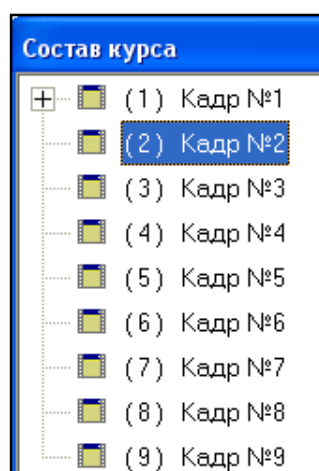 Состав курса
(1) Кадр №1
(2) Кадр №2
(3) Кадр №3
(4) Кадр №4
(5) Кадр №5
(6) Кадр №6
(7) Кадр №7
(8) Кадр №8
(9) Кадр №9